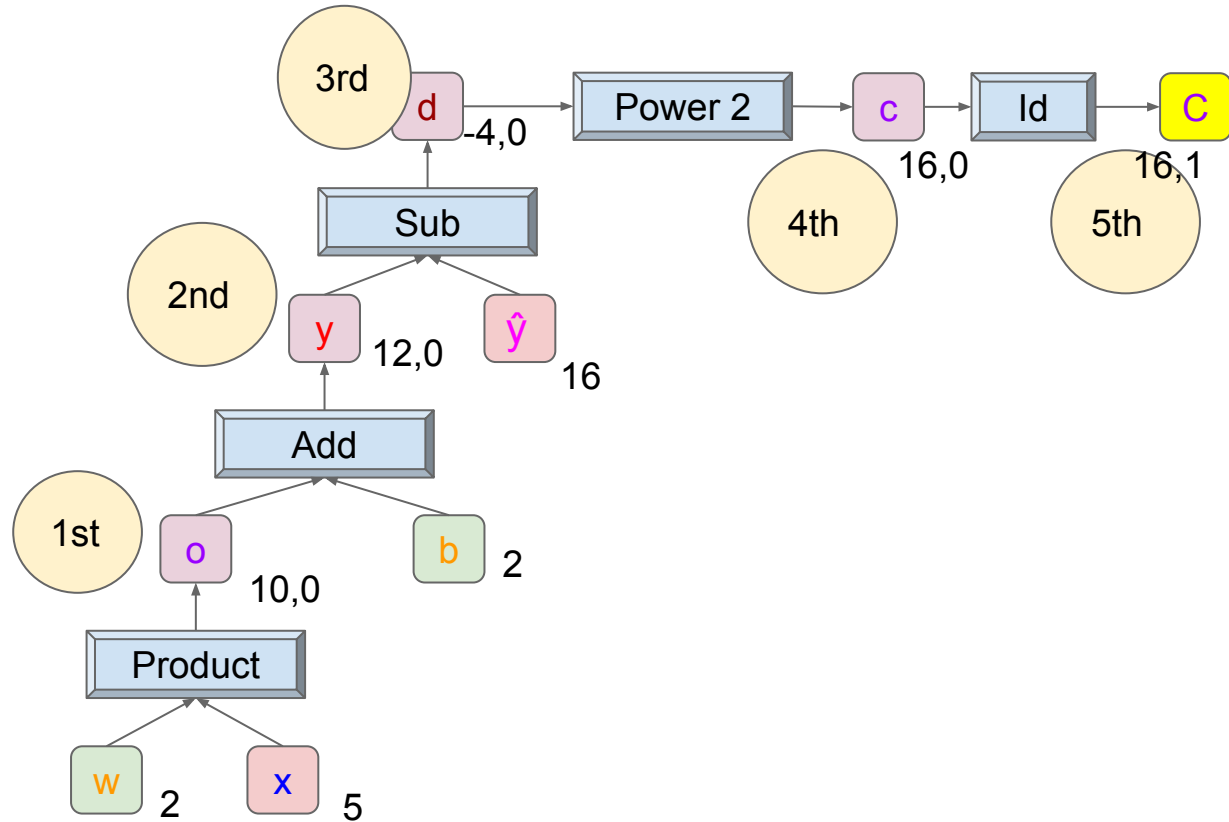 3rd
d
-4,0
Power 2
c
16,0
Id
C
16,1
4th
5th
Sub
2nd
y
12,0
ŷ
16
Add
1st
o
10,0
b
2
Product
w
2
x
5